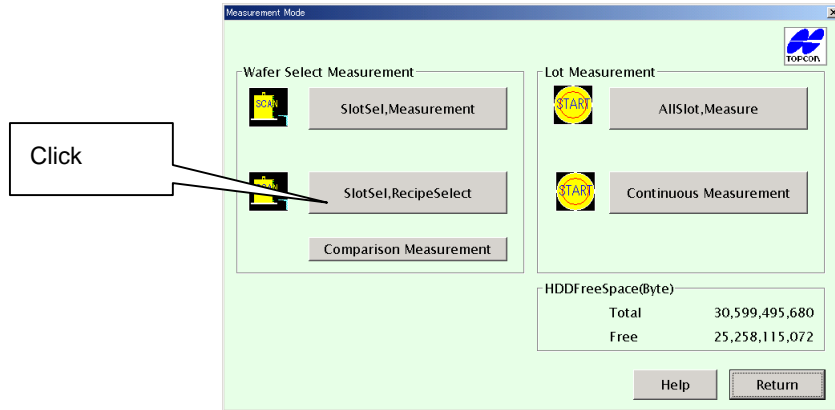 Measurement Mode
TOPCON
Wafer Select Measurement
SCAN
SlotSel,Measurement
SCAN
SlotSel,RecipeSelect
Comparison Measurement
Click
Lot Measurement
START
AllSlot,Measure
START
Continuous Measurement
HDDFreeSpace(Byte)
Total 30,599,495,680
Free 25,258,115,072
Help
Return